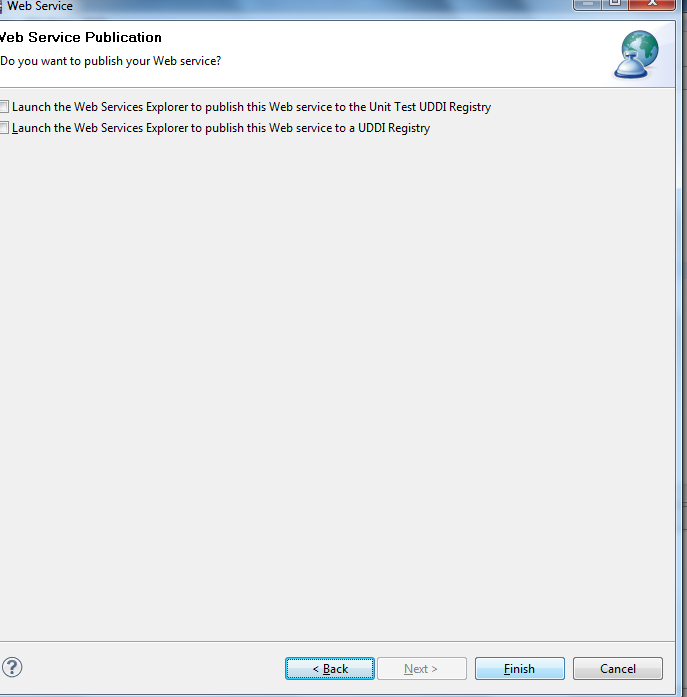 Web Service
Web Service Publication
Do you want to publish your Web service?
Launch the Web Services Explorer to publish this Web service to the Unit Test UDDI Registry
Launch the Web Services Explorer to publish this Web service to a UDDI Registry
?
< Back
Next >
Finish
Cancel